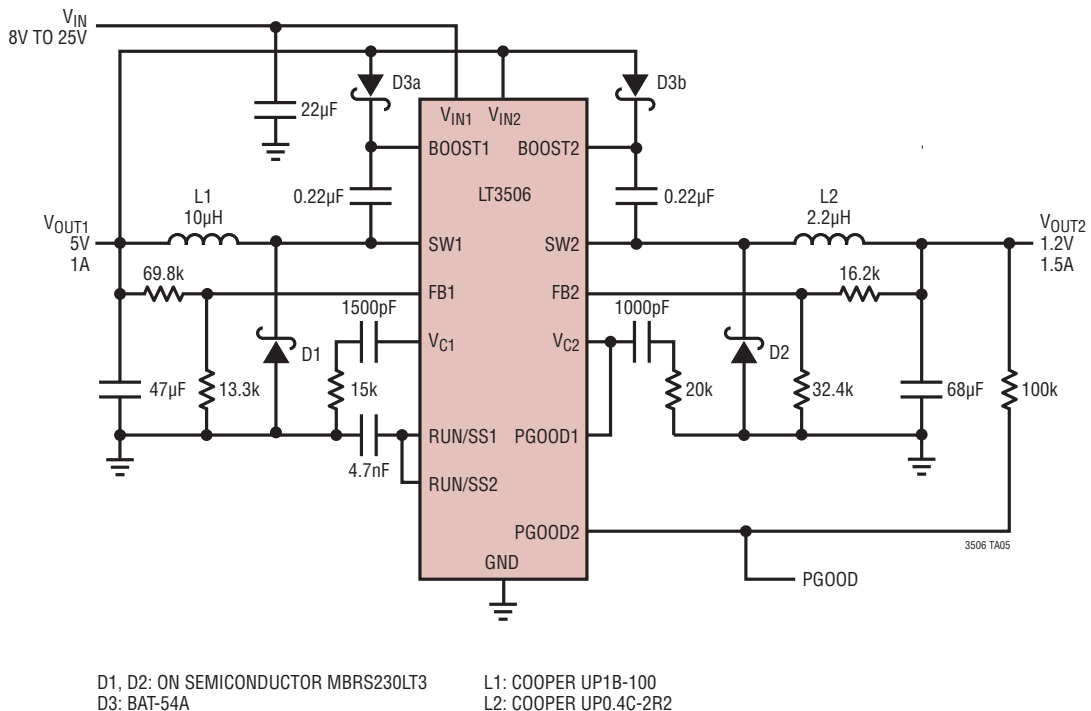 VIN
8V TO 25V
22µF
D3a
D3b
VIN1
VIN2
BOOST1
BOOST2
LT3506
0.22µF
0.22µF
L1
10µH
L2
2.2µH
VOUT1
5V
1A
SW1
SW2
VOUT2
1.2V
1.5A
69.8k
FB1
FB2
16.2k
1500pF
1000pF
VC1
VC2
D1
D2
47µF
13.3k
15k
20k
32.4k
68µF
100k
RUN/SS1
PGOOD1
4.7nF
RUN/SS2
PGOOD2
3506 TA05
GND
PGOOD
D1, D2: ON SEMICONDUCTOR MBRS230LT3
D3: BAT-54A
L1: COOPER UP1B-100
L2: COOPER UP0.4C-2R2